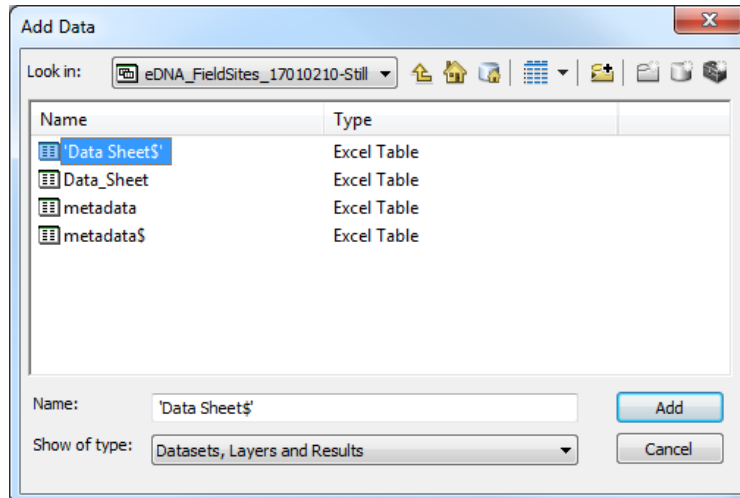 Add Data
Look in: eDNA_FieldSites_17010210-Still
Name Type
'Data Sheet$' Excel Table
Data_Sheet Excel Table
metadata Excel Table
metadata$ Excel Table
Name: 'Data Sheet$' Add
Show of type: Datasets, Layers and Results Cancel